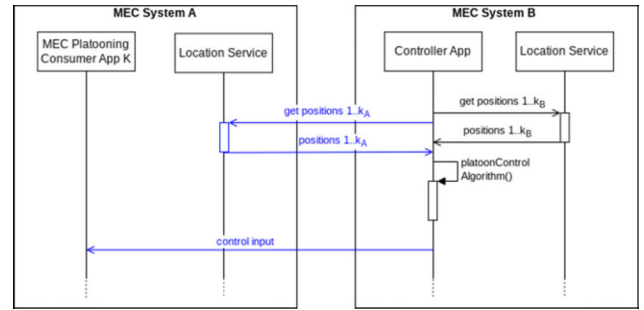 MEC System A
MEC System B
MEC Platooning
Consumer App K
Location Service
Controller App
Location Service
get positions 1..kB
get positions 1..kA
positions 1..kB
positions 1..kA
platoonControl
Algorithm()
control input